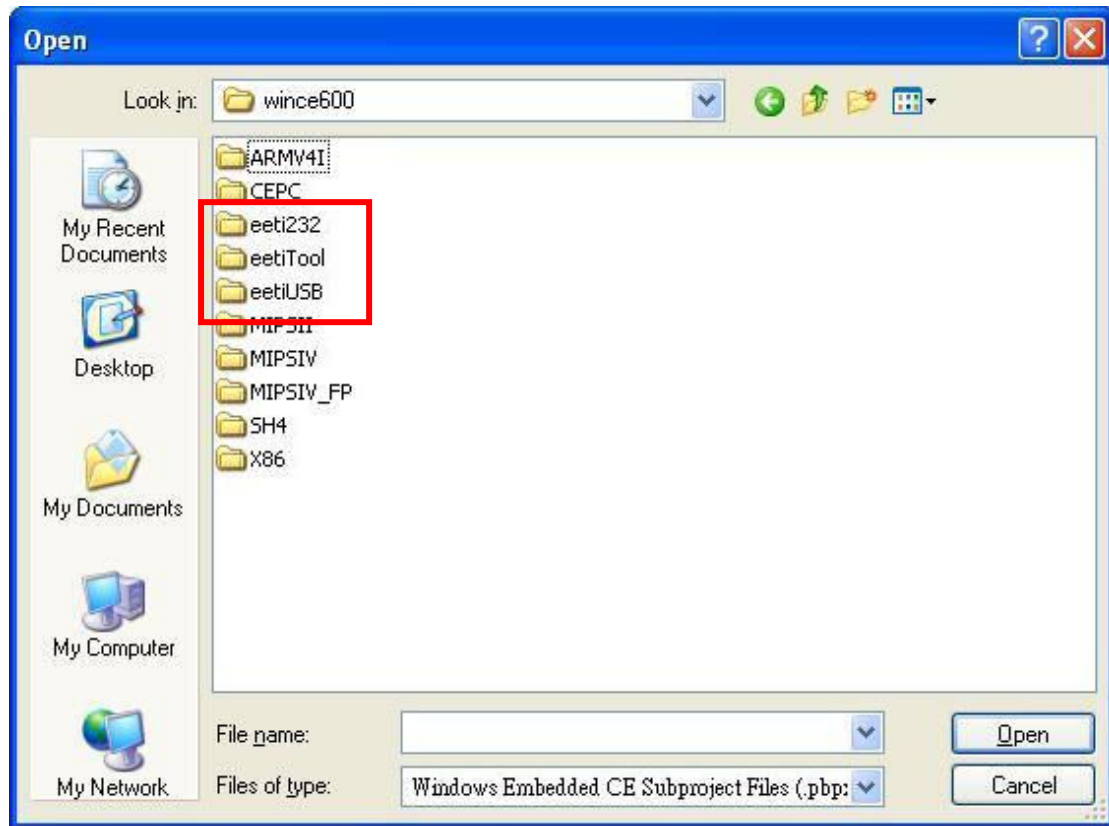 Open
Look in:
wince600
My Recent
Documents
Desktop
My Documents
My Computer
My Network
ARMV4I
CEPC
eeti232
eetiTool
eetiUSB
MIPSII
MIPSIV
MIPSIV_FP
SH4
X86
File name:
Open
Files of type:
Windows Embedded CE Subproject Files (.pbp:
Cancel